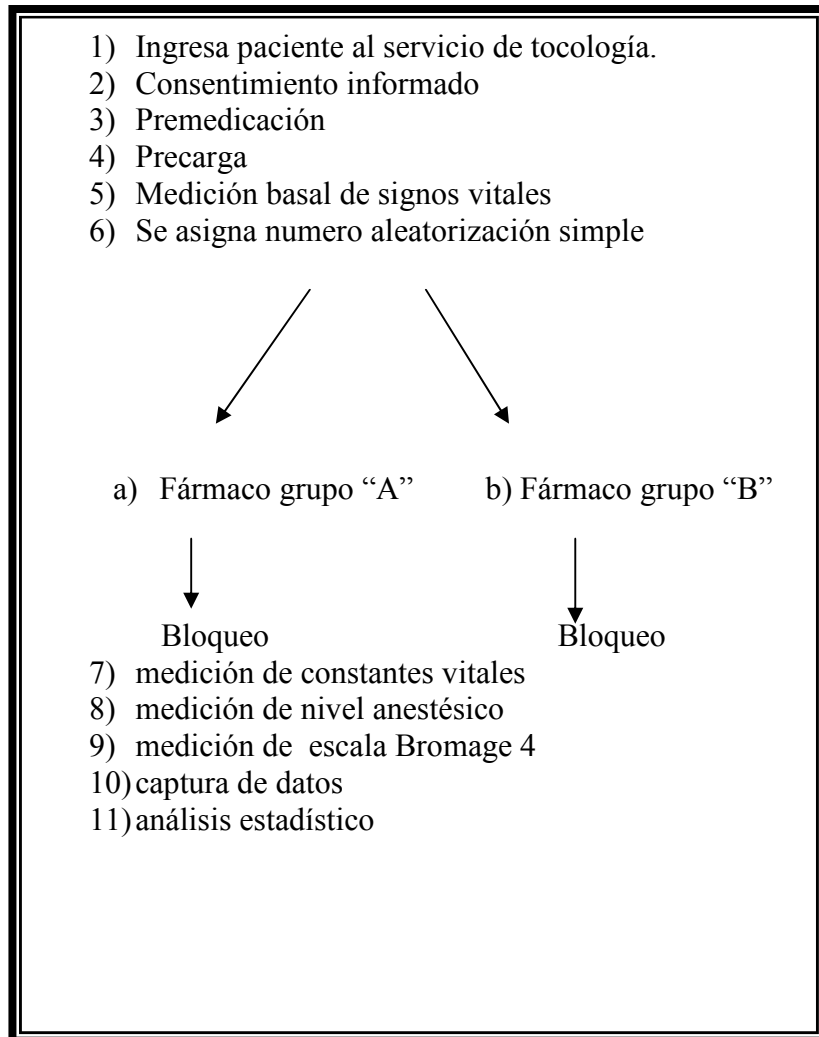 1) Ingresa paciente al servicio de tocología.
2) Consentimiento informado
3) Premedicación
4) Precarga
5) Medición basal de signos vitales
6) Se asigna numero aleatorización simple
a) Fármaco grupo “A” b) Fármaco grupo “B”
Bloqueo Bloqueo
7) medición de constantes vitales
8) medición de nivel anestésico
9) medición de escala Bromage 4
10) captura de datos
11) análisis estadístico